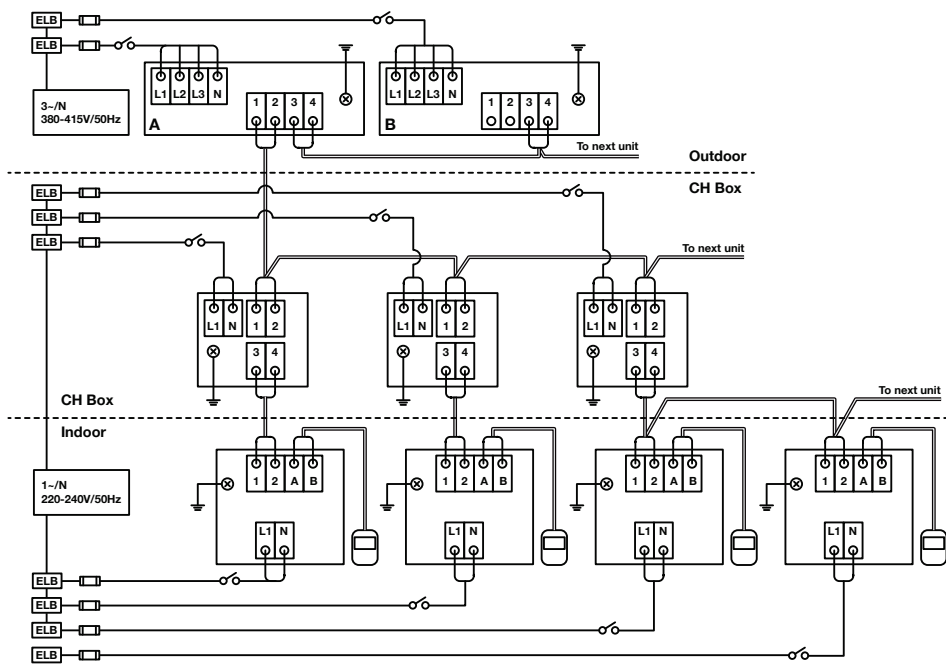 ELB
ELB
3~/N
380-415V/50Hz
L1 L2 L3 N
A
1 2 3 4
L1 L2 L3 N
B
1 2 3 4
To next unit
Outdoor
CH Box
ELB
ELB
ELB
To next unit
L1 N 1 2
3 4
L1 N 1 2
3 4
L1 N 1 2
3 4
To next unit
CH Box
Indoor
1~/N
220-240V/50Hz
1 2 A B
L1 N
1 2 A B
L1 N
1 2 A B
L1 N
1 2 A B
L1 N
ELB
ELB
ELB
ELB